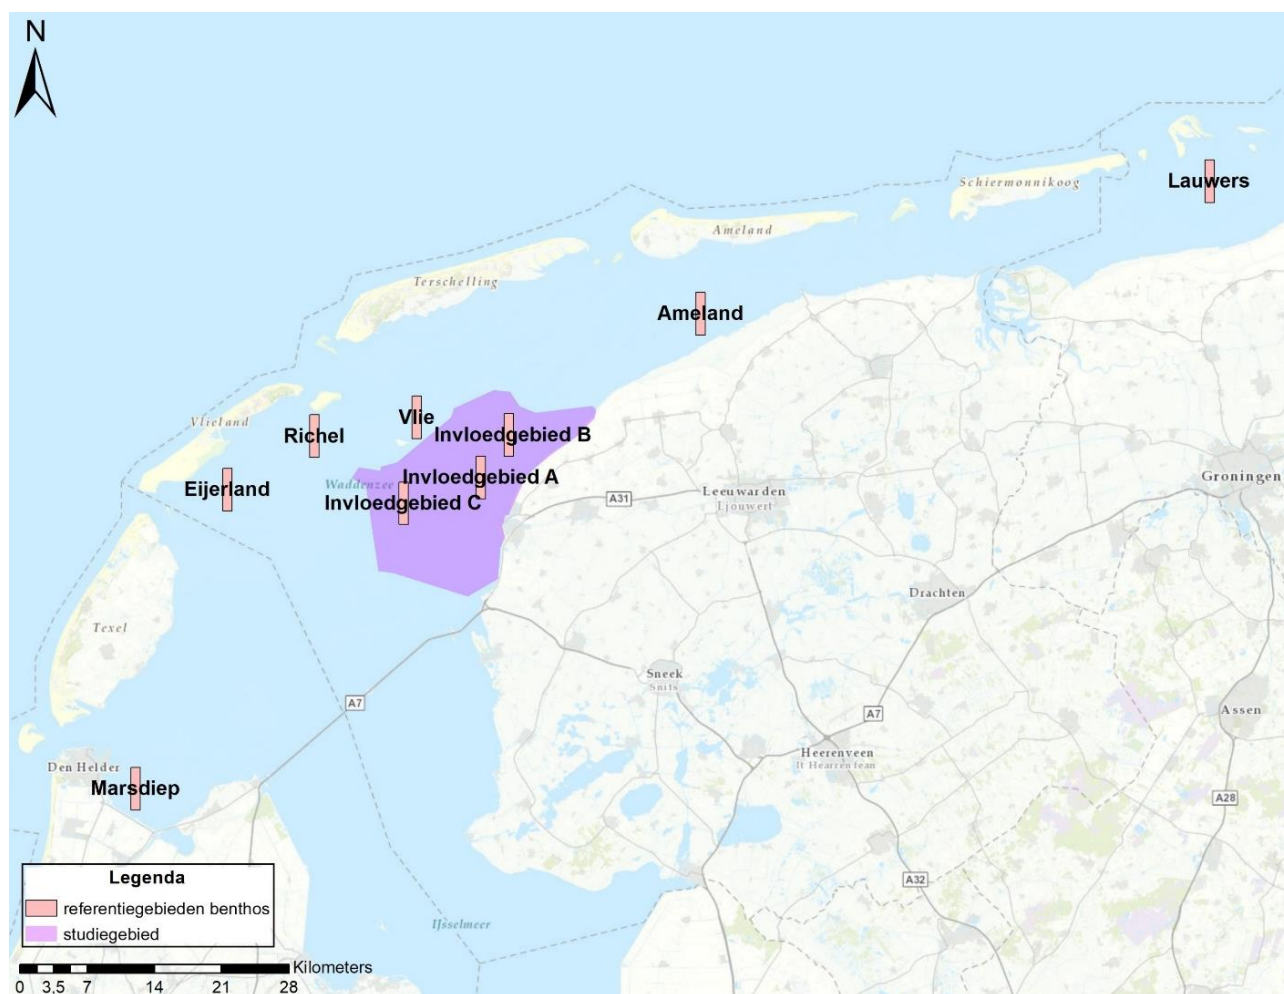 N
Lauwers
Schiermonnikoog
Ameland
Terschelling
Ameland
Vlieland
Vlie
Richel
Invloedgebied B
Invloedgebied A
Waddenzee
Eijerland
Invloedgebied C
A31
Leeuwarden
Ljouwert
Groningen
Drachten
Texel
Sneek
Snits
A7
A7
Assen
Heerenveen
It Hearrenfean
Den Helder
Marsdiep
A28
A32
IJsselmeer
Legenda
referentiegebieden benthos
studiegebied
Kilometers
0 3,5 7 14 21 28